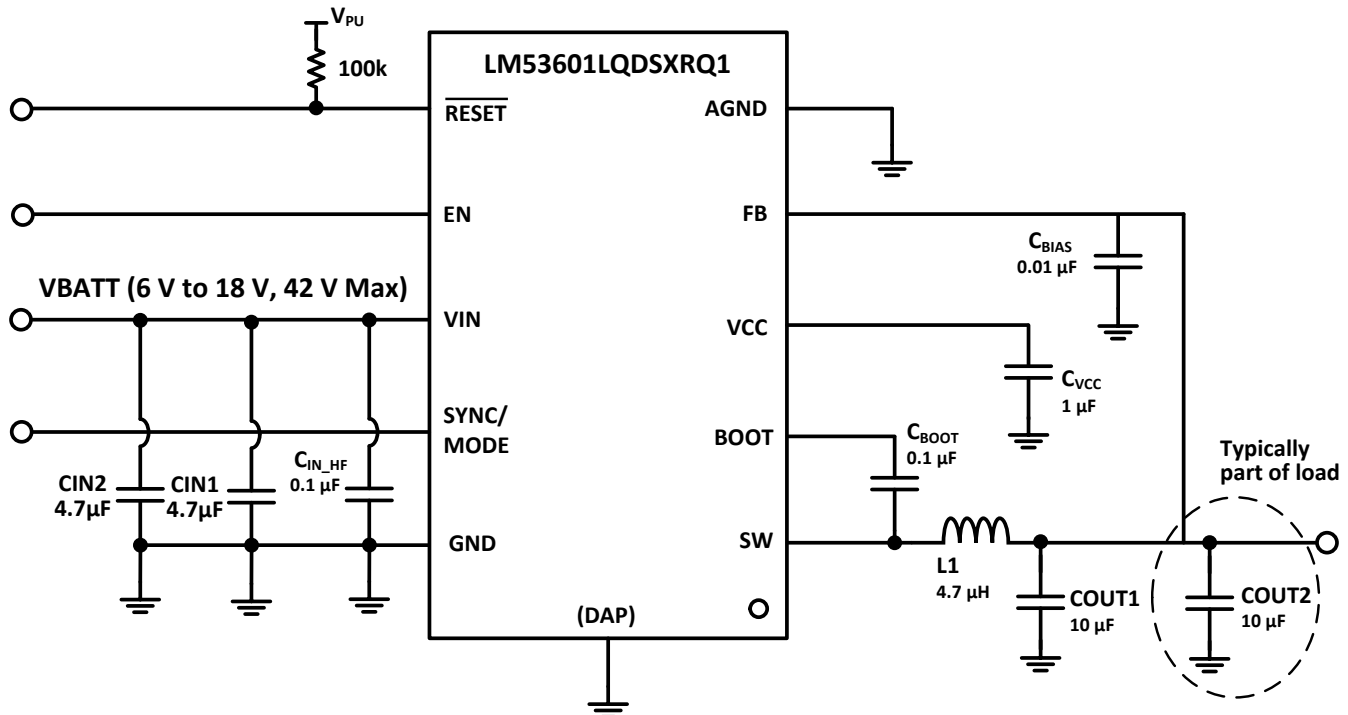 VPU
100k
LM53601LQDSXRQ1
RESET
AGND
EN
FB
CBIAS
0.01 µF
VBATT (6 V to 18 V, 42 V Max)
VIN
VCC
CVCC
1 µF
SYNC/
MODE
BOOT
CBOOT
0.1 µF
Typically
part of load
CIN2
4.7µF
CIN1
4.7µF
CIN_HF
0.1 µF
GND
SW
L1
4.7 µH
COUT1
10 µF
COUT2
10 µF
(DAP)